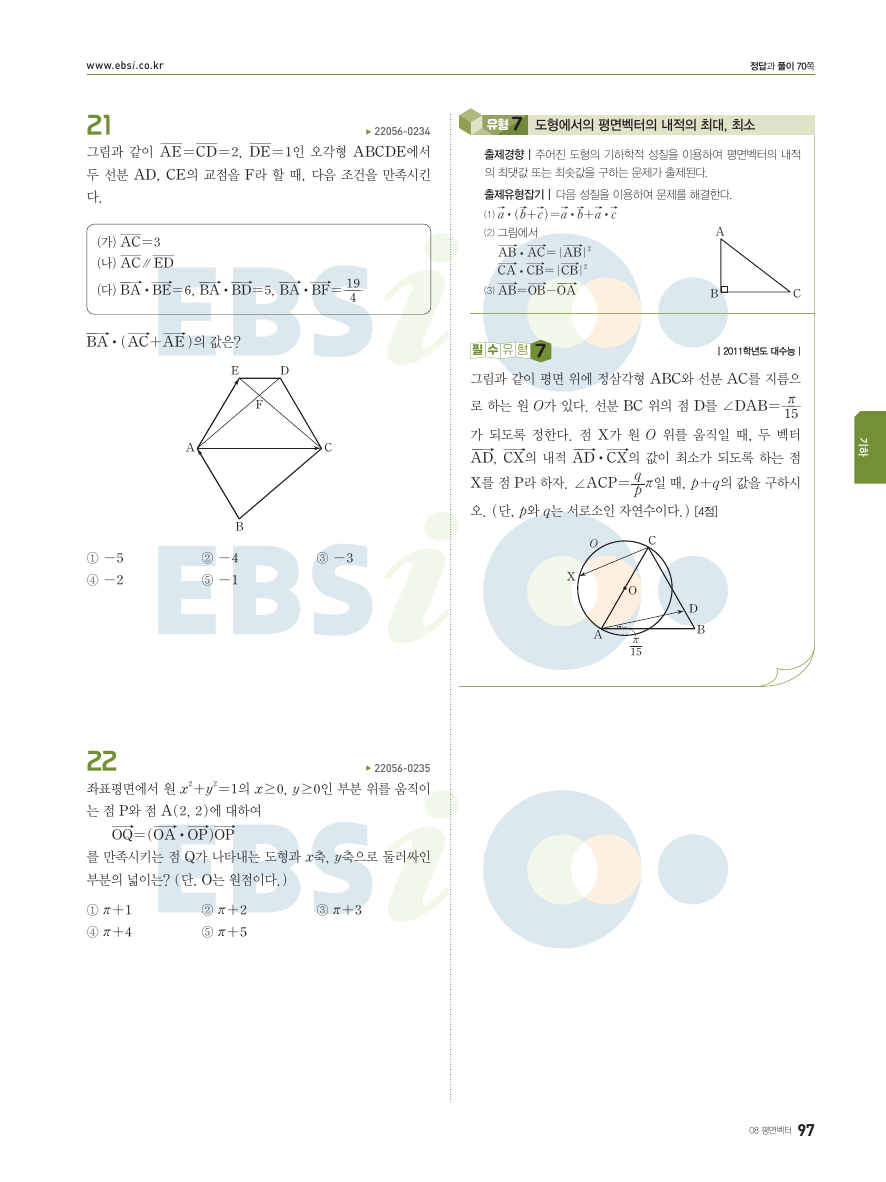 www.ebsi.co.kr
정답과 풀이 70쪽
21
▶ 22056-0234
그림과 같이 $\overline{AE}=\overline{CD}=2$, $\overline{DE}=1$인 오각형 ABCDE에서
두 선분 AD, CE의 교점을 F라 할 때, 다음 조건을 만족시킨
다.
(가) $\overline{AC}=3$
(나) $\overline{AC} \parallel \overline{ED}$
(다) $\overrightarrow{BA}\cdot\overrightarrow{BE}=6$, $\overrightarrow{BA}\cdot\overrightarrow{BD}=5$, $\overrightarrow{BA}\cdot\overrightarrow{BF}=\frac{19}{4}$
$\overrightarrow{BA}\cdot(\overrightarrow{AC}+\overrightarrow{AE})$의 값은?
E D
F
A C
B
① −5 ② −4 ③ −3
④ −2 ⑤ −1
22
▶ 22056-0235
좌표평면에서 원 $x^2+y^2=1$의 $x\geq0$, $y\geq0$인 부분 위를 움직이
는 점 P와 점 A(2, 2)에 대하여
$\overrightarrow{OQ}=(\overrightarrow{OA}\cdot\overrightarrow{OP})\overrightarrow{OP}$
를 만족시키는 점 Q가 나타내는 도형과 x축, y축으로 둘러싸인
부분의 넓이는? (단, O는 원점이다.)
① π+1 ② π+2 ③ π+3
④ π+4 ⑤ π+5
유형 7 도형에서의 평면벡터의 내적의 최대, 최소
출제경향 | 주어진 도형의 기하학적 성질을 이용하여 평면벡터의 내적
의 최댓값 또는 최솟값을 구하는 문제가 출제된다.
출제유형잡기 | 다음 성질을 이용하여 문제를 해결한다.
(1) $\vec{a}\cdot(\vec{b}+\vec{c})=\vec{a}\cdot\vec{b}+\vec{a}\cdot\vec{c}$
(2) 그림에서
$\overrightarrow{AB}\cdot\overrightarrow{AC}=|\overrightarrow{AB}|^2$
$\overrightarrow{CA}\cdot\overrightarrow{CB}=|\overrightarrow{CB}|^2$
(3) $\overrightarrow{AB}=\overrightarrow{OB}-\overrightarrow{OA}$
A
B C
필수유형 7
| 2011학년도 대수능 |
그림과 같이 평면 위에 정삼각형 ABC와 선분 AC를 지름으
로 하는 원 O가 있다. 선분 BC 위의 점 D를 $\angle DAB=\frac{\pi}{15}$
가 되도록 정한다. 점 X가 원 O 위를 움직일 때, 두 벡터
$\overrightarrow{AD}$, $\overrightarrow{CX}$의 내적 $\overrightarrow{AD}\cdot\overrightarrow{CX}$의 값이 최소가 되도록 하는 점
X를 점 P라 하자. $\angle ACP=\frac{q}{p}\pi$일 때, p+q의 값을 구하시
오. (단, p와 q는 서로소인 자연수이다.) [4점]
O C
X
O
D
A B
$\frac{\pi}{15}$
기하
08 평면벡터 97
EBSi
EBSi
EBSi